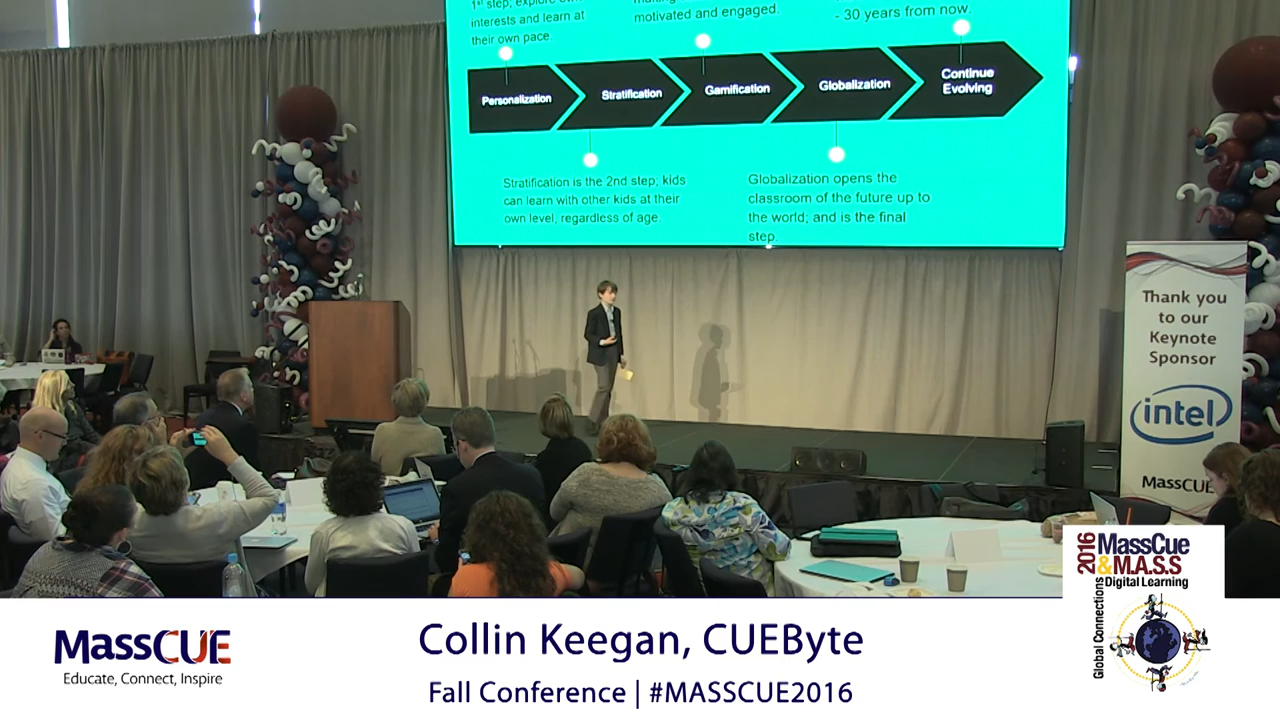 1st step; explore own
interests and learn at
their own pace.
motivated and engaged.
- 30 years from now.
Personalization
Stratification
Gamification
Globalization
Continue
Evolving
Stratification is the 2nd step; kids
can learn with other kids at their
own level, regardless of age.
Globalization opens the
classroom of the future up to
the world; and is the final
step.
Thank you
to our
Keynote
Sponsor
intel
MassCUE
2016
MassCue
& M.A.S.S
Digital Learning
Global Connections
MassCUE
Educate, Connect, Inspire
Collin Keegan, CUEByte
Fall Conference | #MASSCUE2016